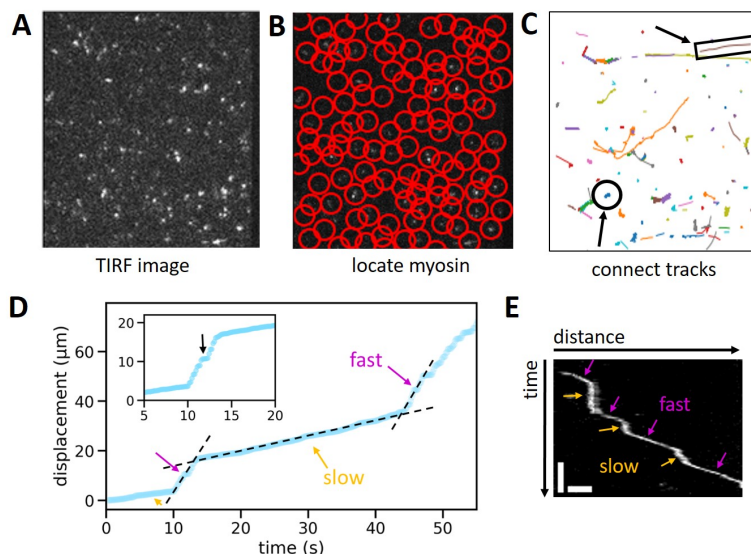 A
B
C
TIRF image
locate myosin
connect tracks
D
displacement (μm)
60
40
20
0
20
10
0
5
10
15
20
fast
slow
0
10
20
30
40
50
time (s)
E
distance
time
fast
slow